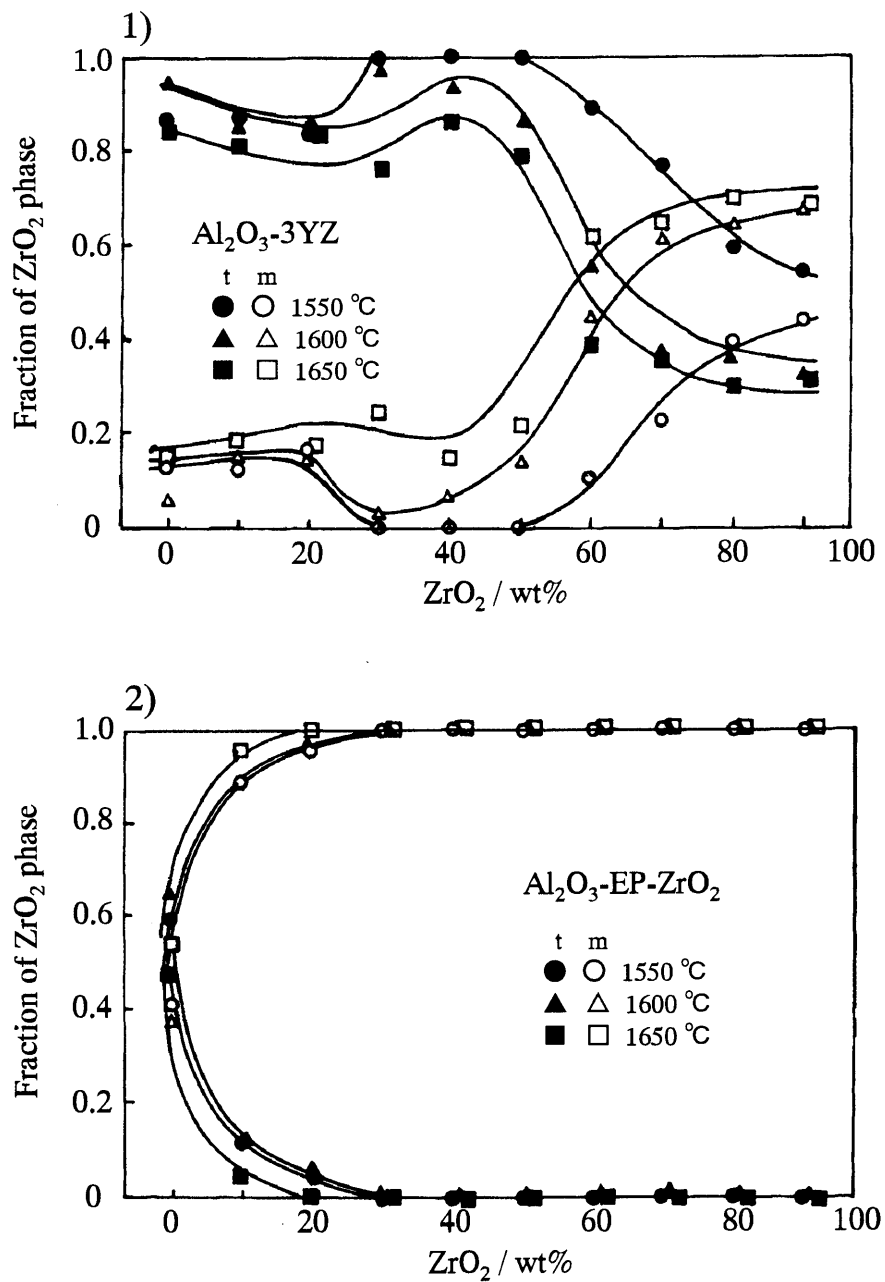 1)
1.0
0.8
0.6
0.4
0.2
0
Fraction of ZrO₂ phase
Al₂O₃-3YZ
t m
1550 °C
1600 °C
1650 °C
0 20 40 60 80 100
ZrO₂ / wt%
2)
1.0
0.8
0.6
0.4
0.2
0
Fraction of ZrO₂ phase
Al₂O₃-EP-ZrO₂
t m
1550 °C
1600 °C
1650 °C
0 20 40 60 80 100
ZrO₂ / wt%